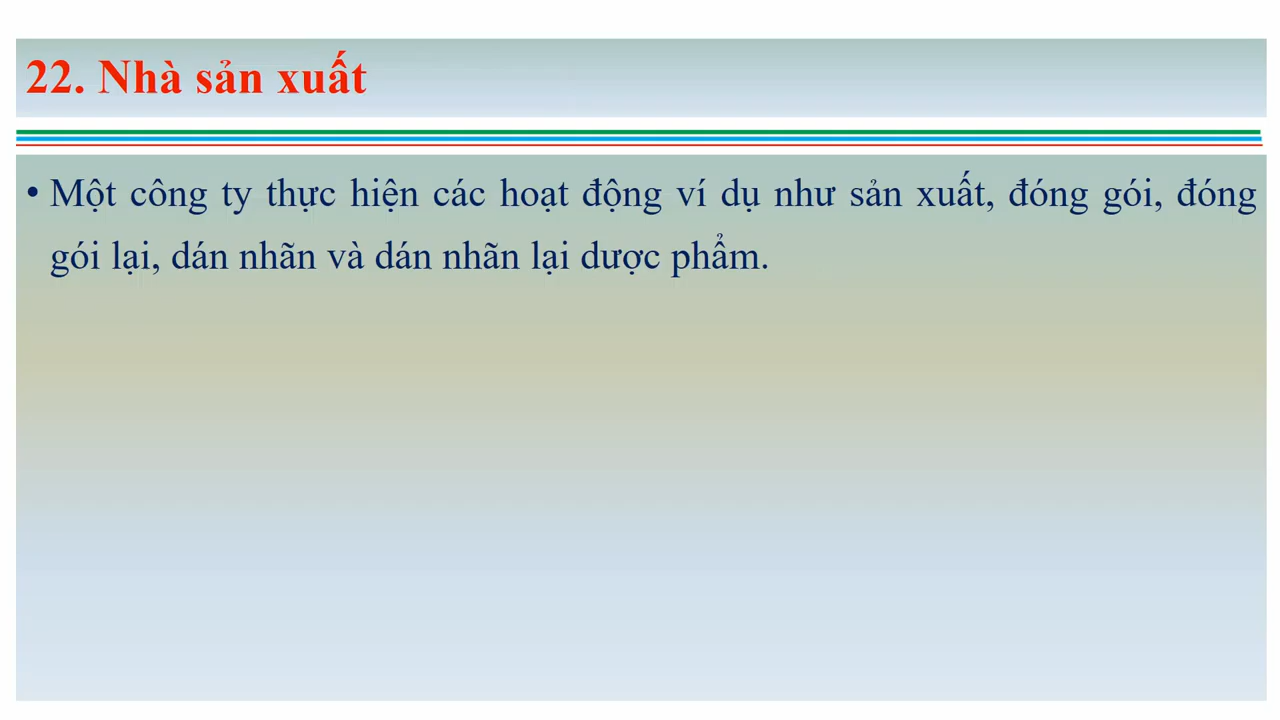 22. Nhà sản xuất
• Một công ty thực hiện các hoạt động ví dụ như sản xuất, đóng gói, đóng
gói lại, dán nhãn và dán nhãn lại dược phẩm.